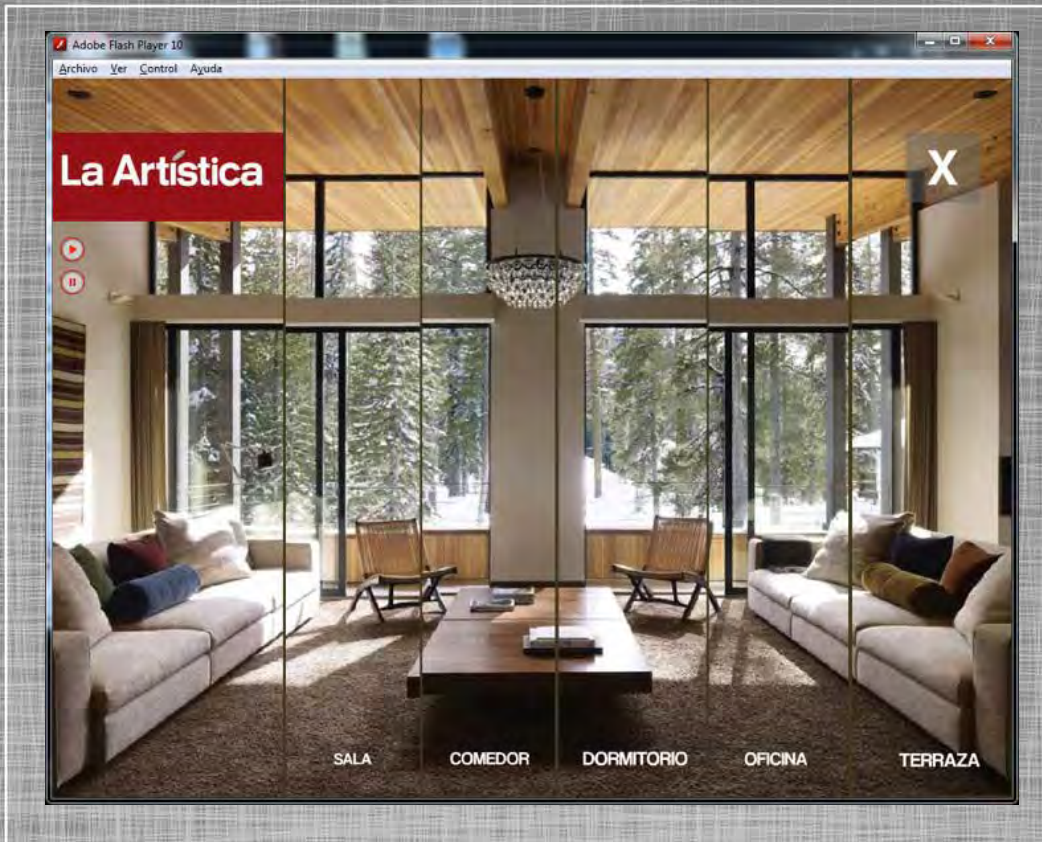 Adobe Flash Player 10
Archivo Ver Control Ayuda
La Artística
X
SALA COMEDOR DORMITORIO OFICINA TERRAZA